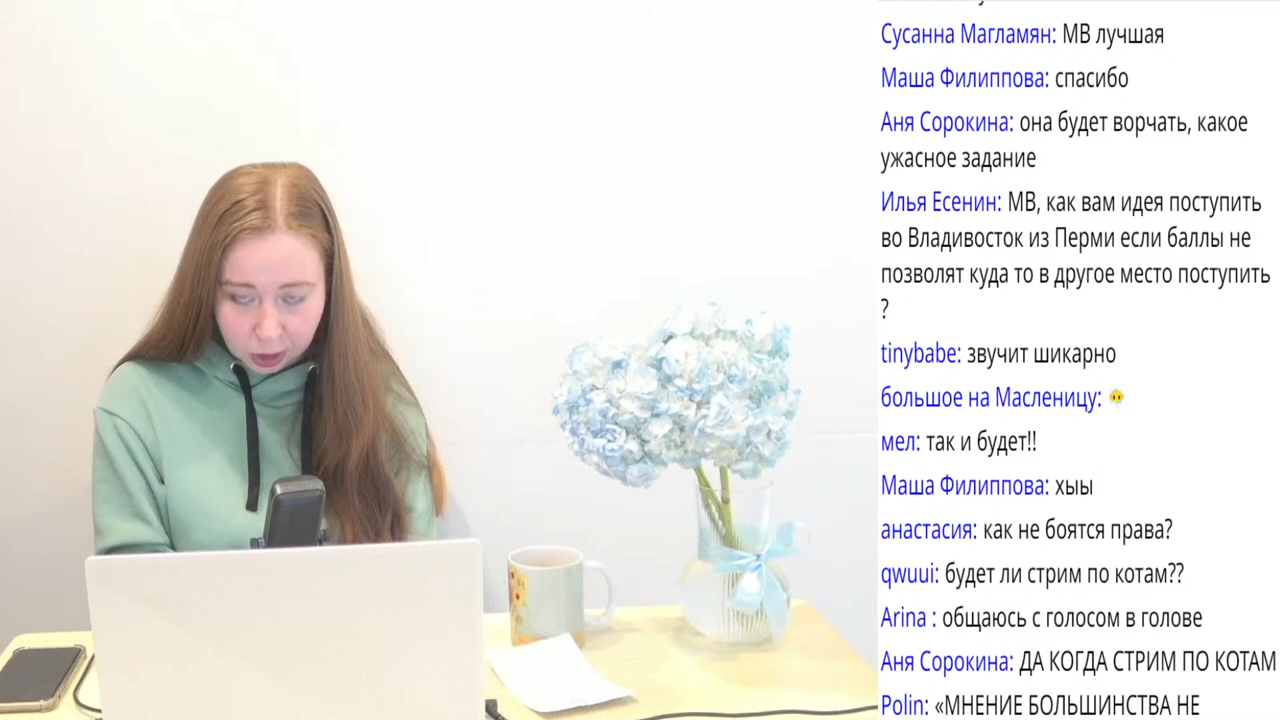 Сусанна Магламян: МВ лучшая
Маша Филиппова: спасибо
Аня Сорокина: она будет ворчать, какое
ужасное задание
Илья Есенин: МВ, как вам идея поступить
во Владивосток из Перми если баллы не
позволят куда то в другое место поступить
?
tinybabe: звучит шикарно
большое на Масленицу:
мел: так и будет!!
Маша Филиппова: хыы
анастасия: как не боятся права?
qwuui: будет ли стрим по котам??
Arina : общаюсь с голосом в голове
Аня Сорокина: ДА КОГДА СТРИМ ПО КОТАМ
Polin: «МНЕНИЕ БОЛЬШИНСТВА НЕ